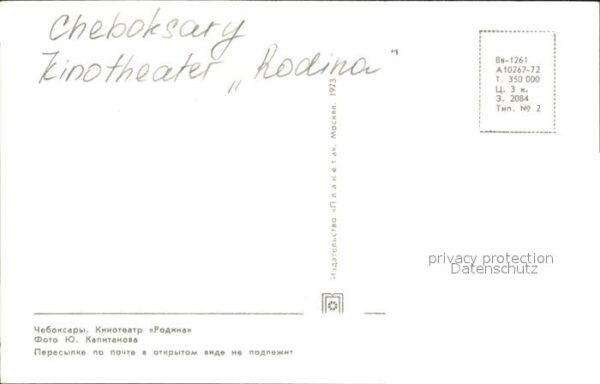 Cheboksary
Kinotheater „Rodina"
Вв-1261
А10267-72
Т. 350 000
Ц. 3 к.
З. 2084
Тип. № 2
Издательство «Планета». Москва. 1973
privacy protection
Datenschutz
Чебоксары. Кинотеатр «Родина»
Фото Ю. Капитанова
Пересылке по почте в открытом виде не подлежит